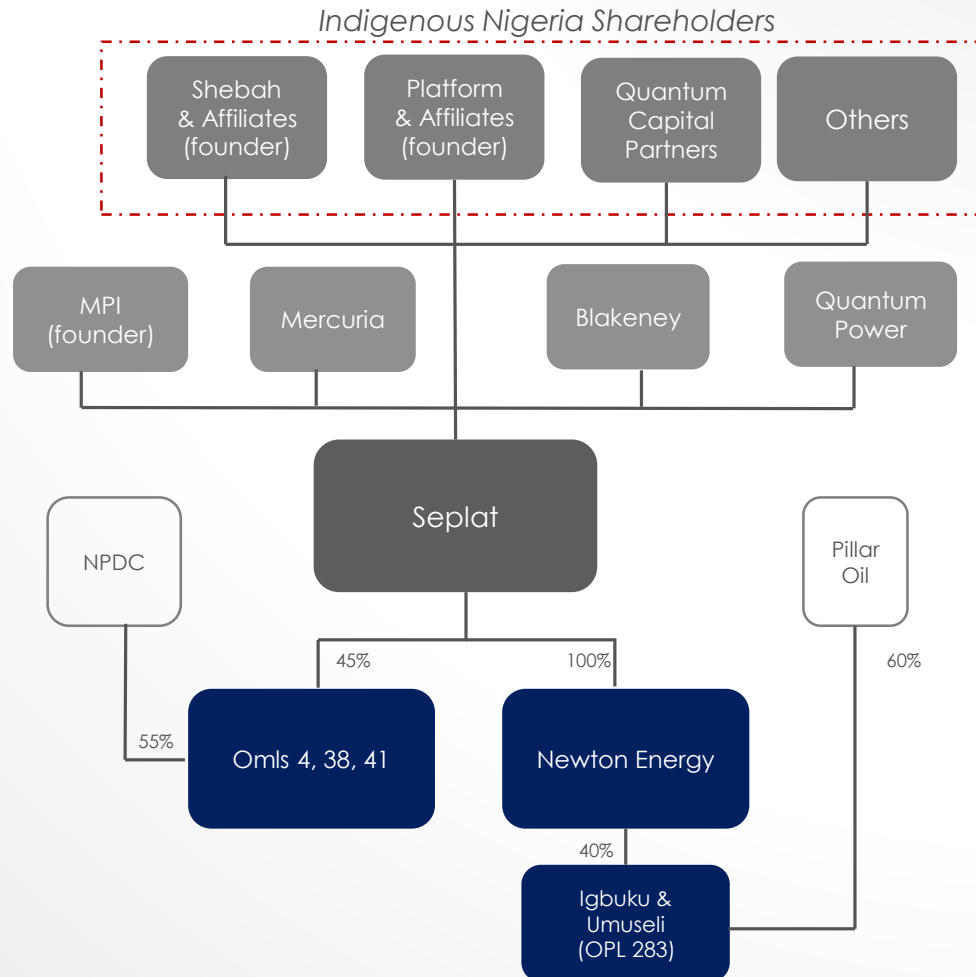 Indigenous Nigeria Shareholders
Shebah
& Affiliates
(founder)
Platform
& Affiliates
(founder)
Quantum
Capital
Partners
Others
MPI
(founder)
Mercuria
Blakeney
Quantum
Power
Seplat
NPDC
Pillar
Oil
45%
100%
60%
55%
Omls 4, 38, 41
Newton Energy
40%
Igbuku &
Umuseli
(OPL 283)